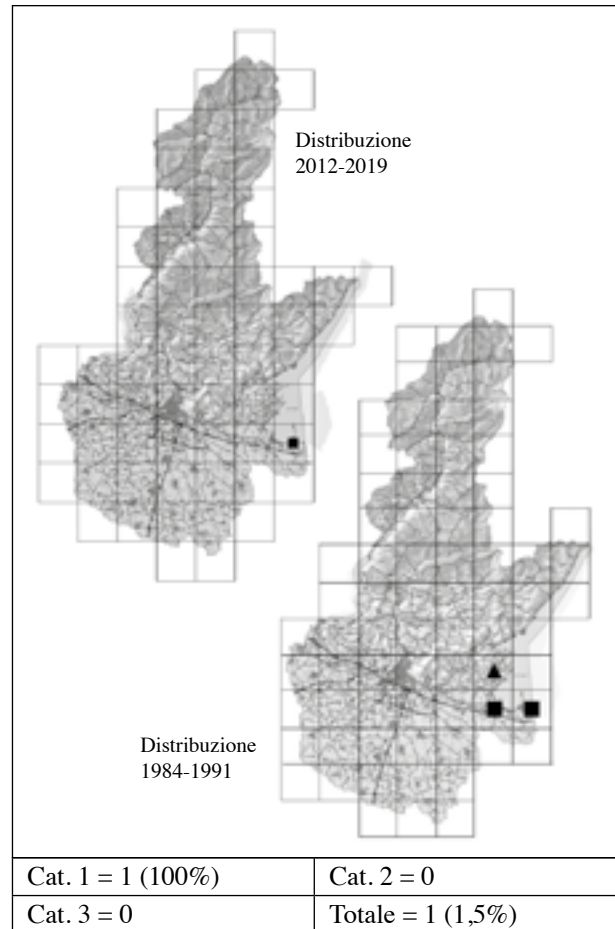 Distribuzione
2012-2019
Distribuzione
1984-1991
Cat. 1 = 1 (100%)
Cat. 2 = 0
Cat. 3 = 0
Totale = 1 (1,5%)